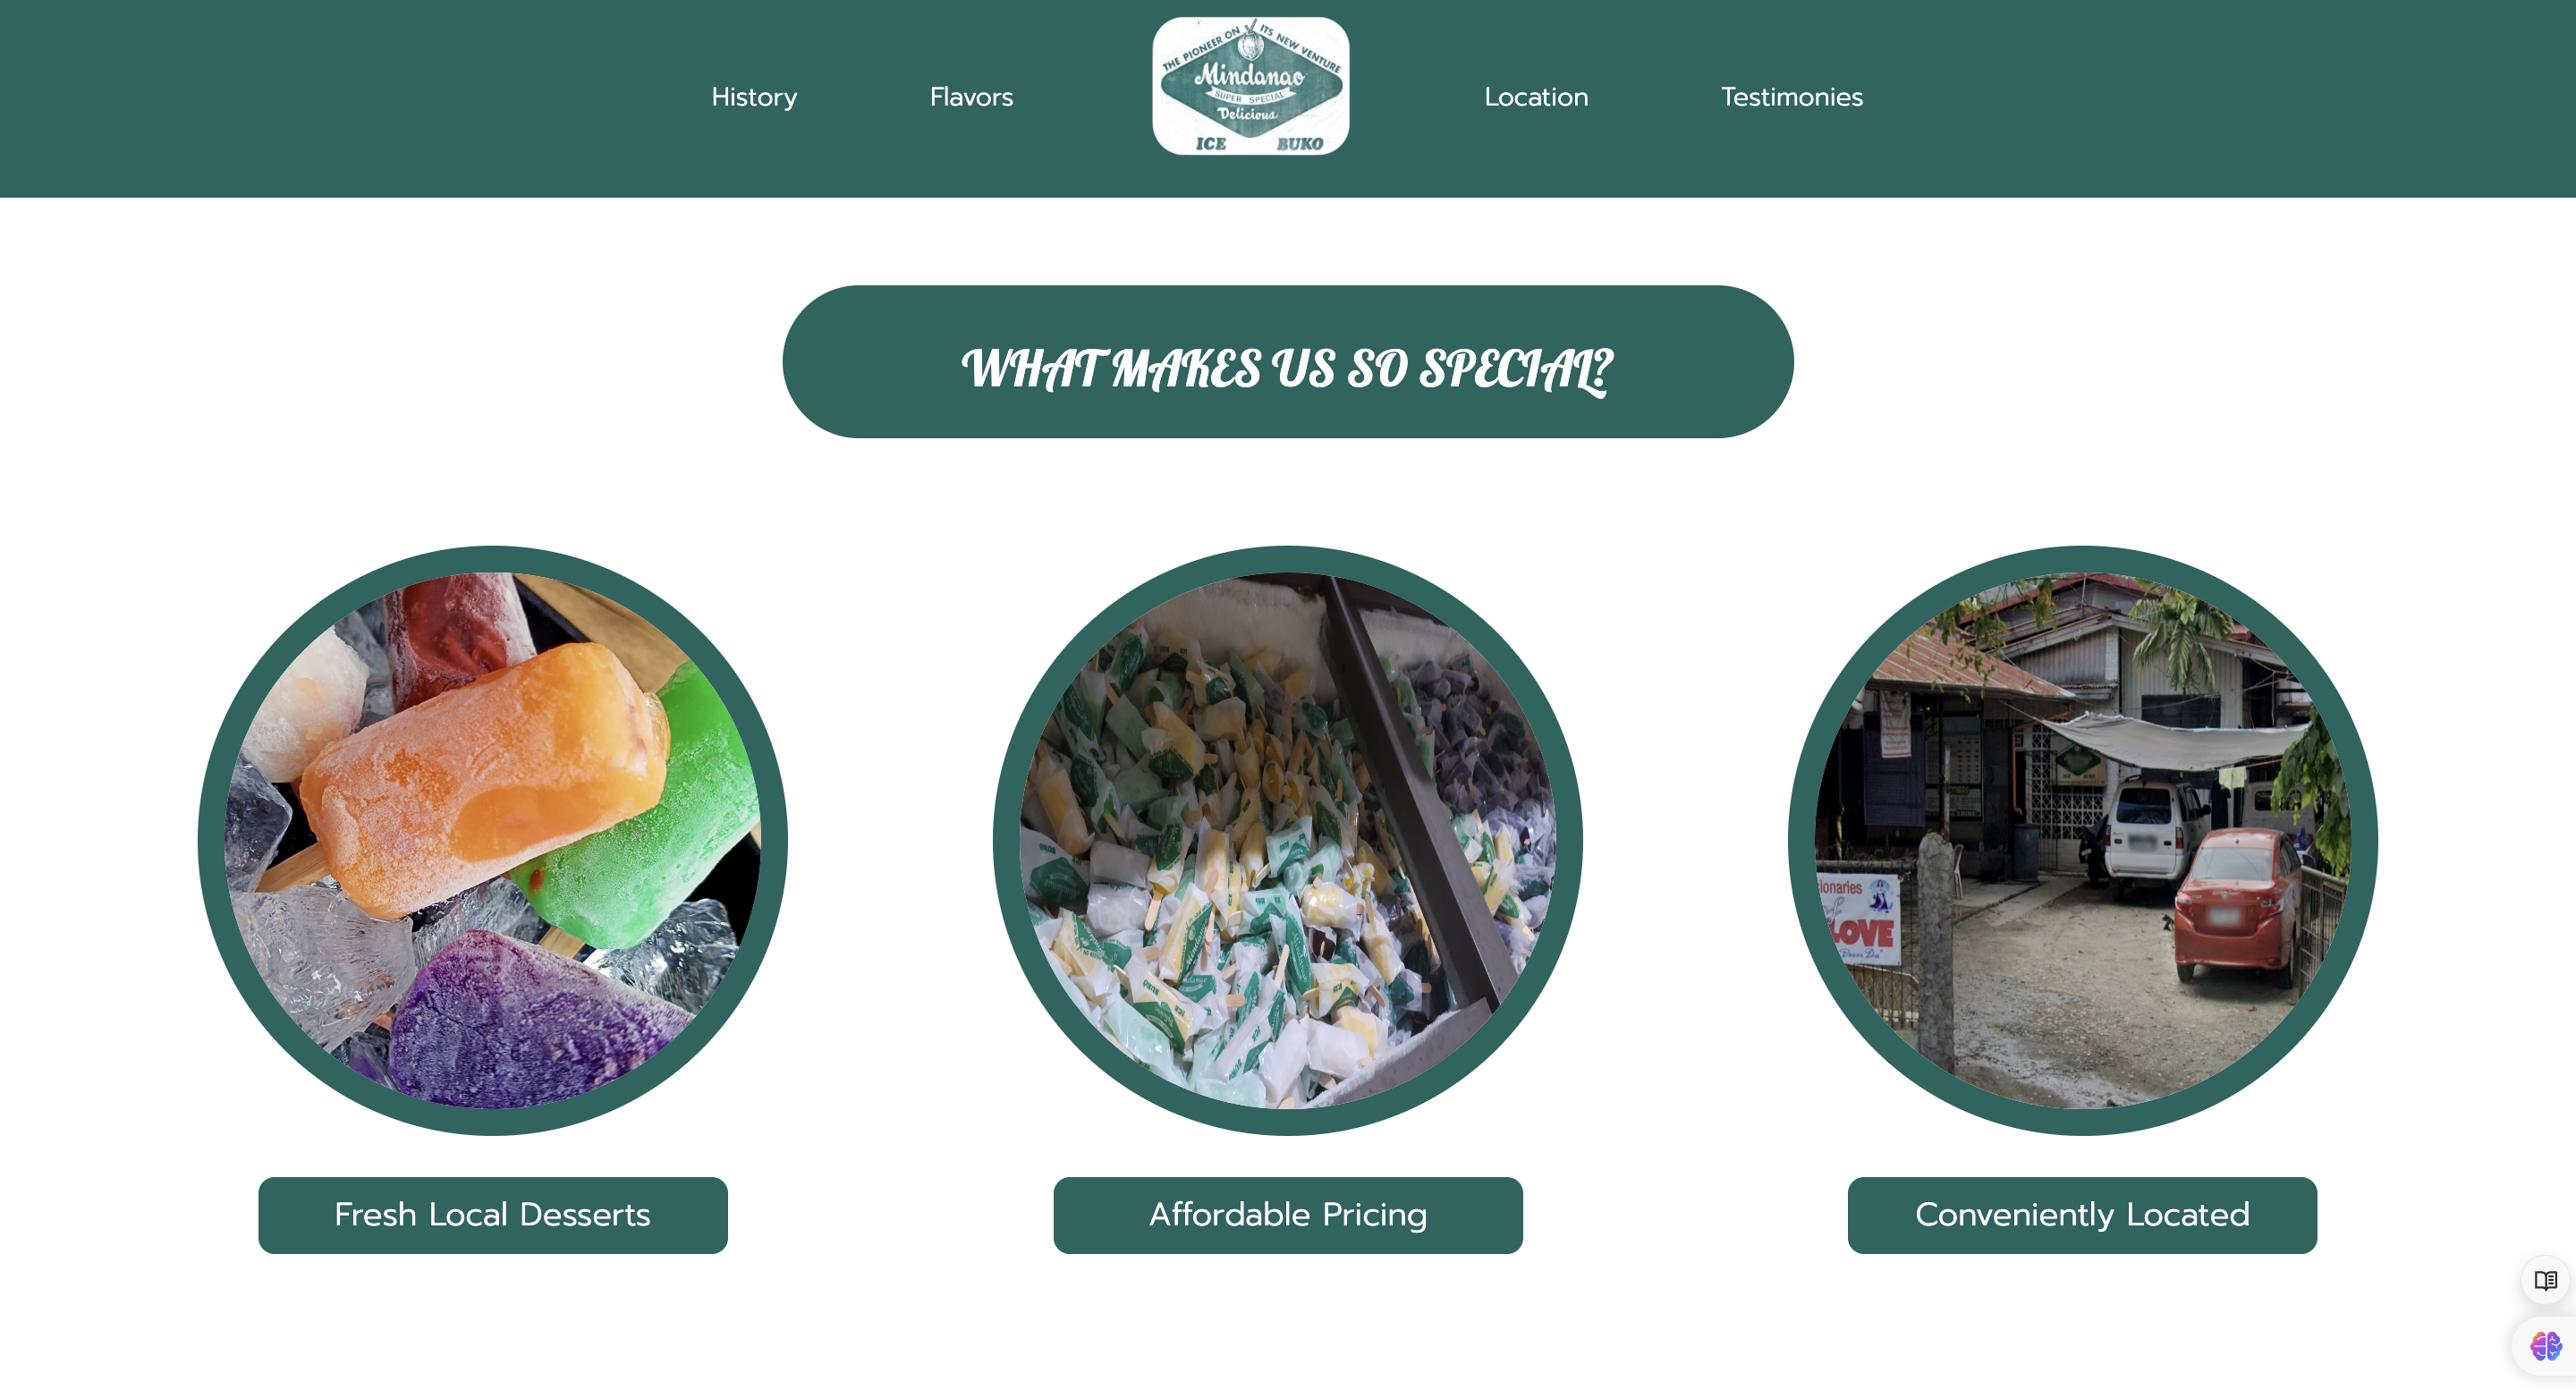 History
Flavors
THE PIONEER ON ITS NEW VENTURE
Mindanao
SUPER SPECIAL
Delicious
ICE BUKO
Location
Testimonies
WHAT MAKES US SO SPECIAL?
LOVE
Fresh Local Desserts
Affordable Pricing
Conveniently Located